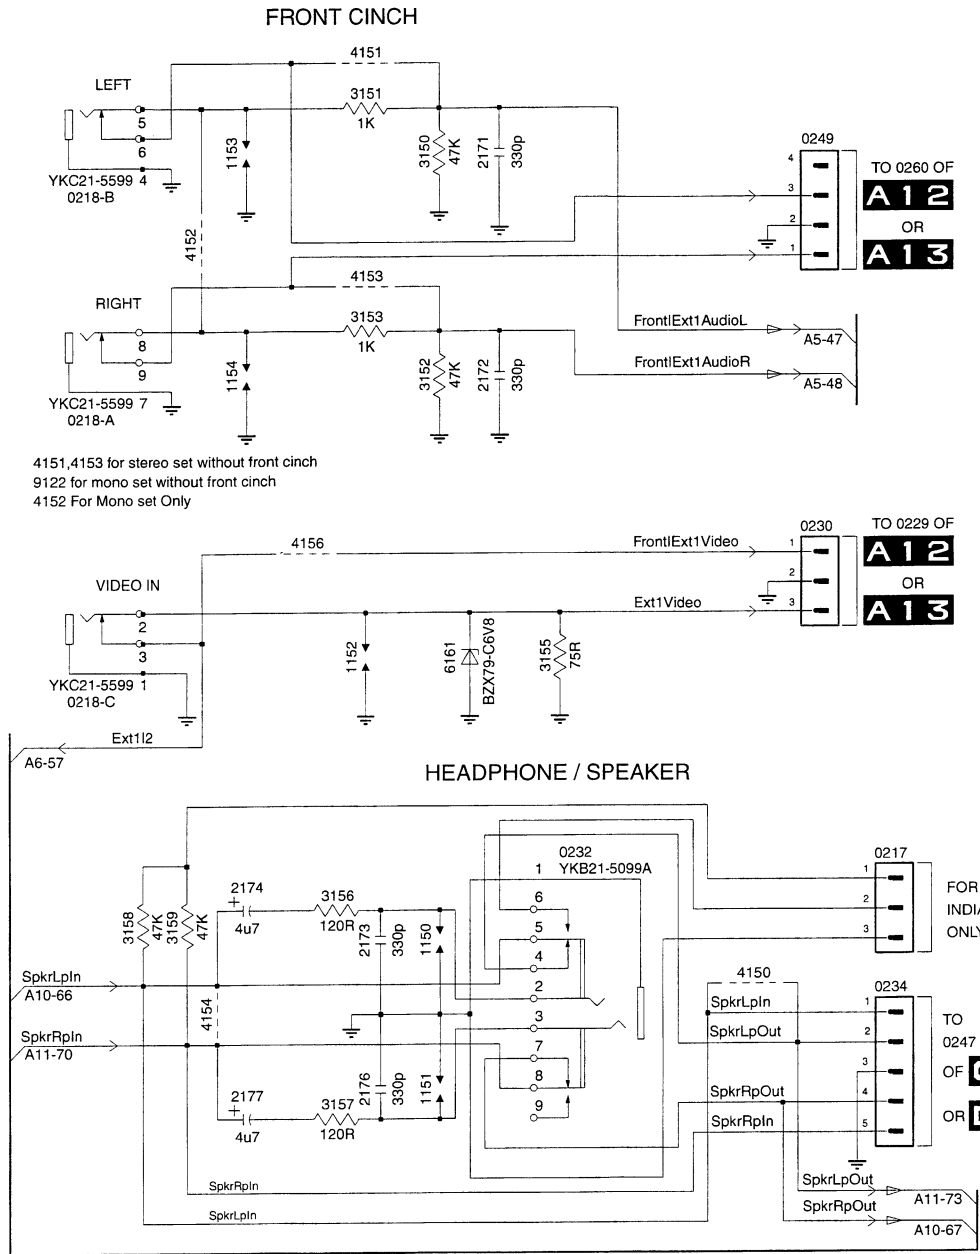 FRONT CINCH
4151
LEFT
3151
1K
5
6
YKC21-5599 4
0218-B
1153
3150
47K
2171
330p
0249
4
3
2
1
TO 0260 OF
A12
OR
A13
4152
4153
RIGHT
3153
1K
8
9
YKC21-5599 7
0218-A
1154
3152
47K
2172
330p
Front|Ext1AudioL
A5-47
Front|Ext1AudioR
A5-48
4151,4153 for stereo set without front cinch
9122 for mono set without front cinch
4152 For Mono set Only
4156
Front|Ext1Video
0230
1
2
3
TO 0229 OF
A12
OR
A13
VIDEO IN
2
3
YKC21-5599 1
0218-C
1152
6161
BZX79-C6V8
3155
75R
Ext1Video
Ext1|2
A6-57
HEADPHONE / SPEAKER
0232
YKB21-5099A
1
6
5
4
2
3
7
8
9
0217
1
2
3
FOR
ONLY
3158
47K
3159
47K
2174
+
4u7
3156
120R
2173
330p
1150
SpkrLpIn
A10-66
4154
SpkrRpIn
A11-70
2177
+
4u7
3157
120R
2176
330p
1151
4150
SpkrLpIn
SpkrLpOut
SpkrRpOut
SpkrRpIn
0234
1
2
3
4
5
TO
0247
OF
OR
SpkrRpIn
SpkrLpIn
SpkrLpOut
A11-73
SpkrRpOut
A10-67